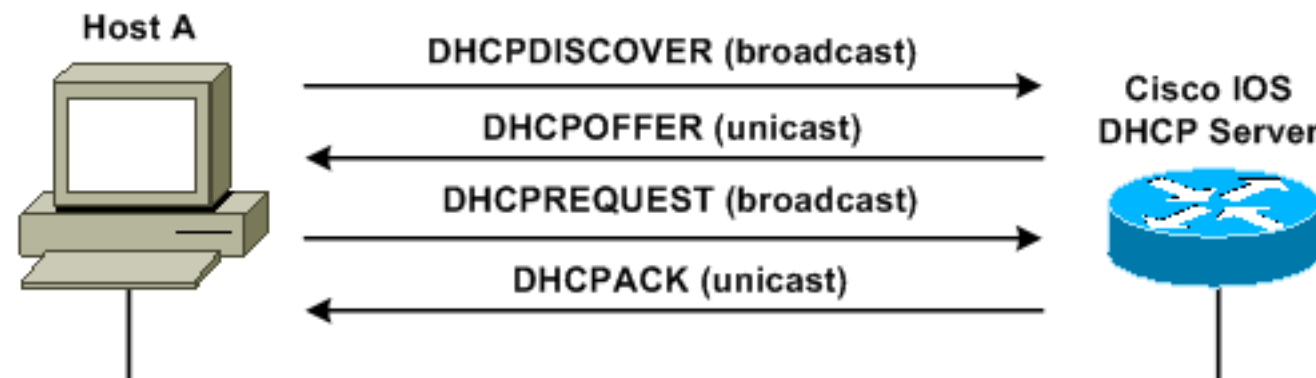 Host A
DHCPDISCOVER (broadcast)
Cisco IOS
DHCP Server
DHCPOFFER (unicast)
DHCPREQUEST (broadcast)
DHCPACK (unicast)